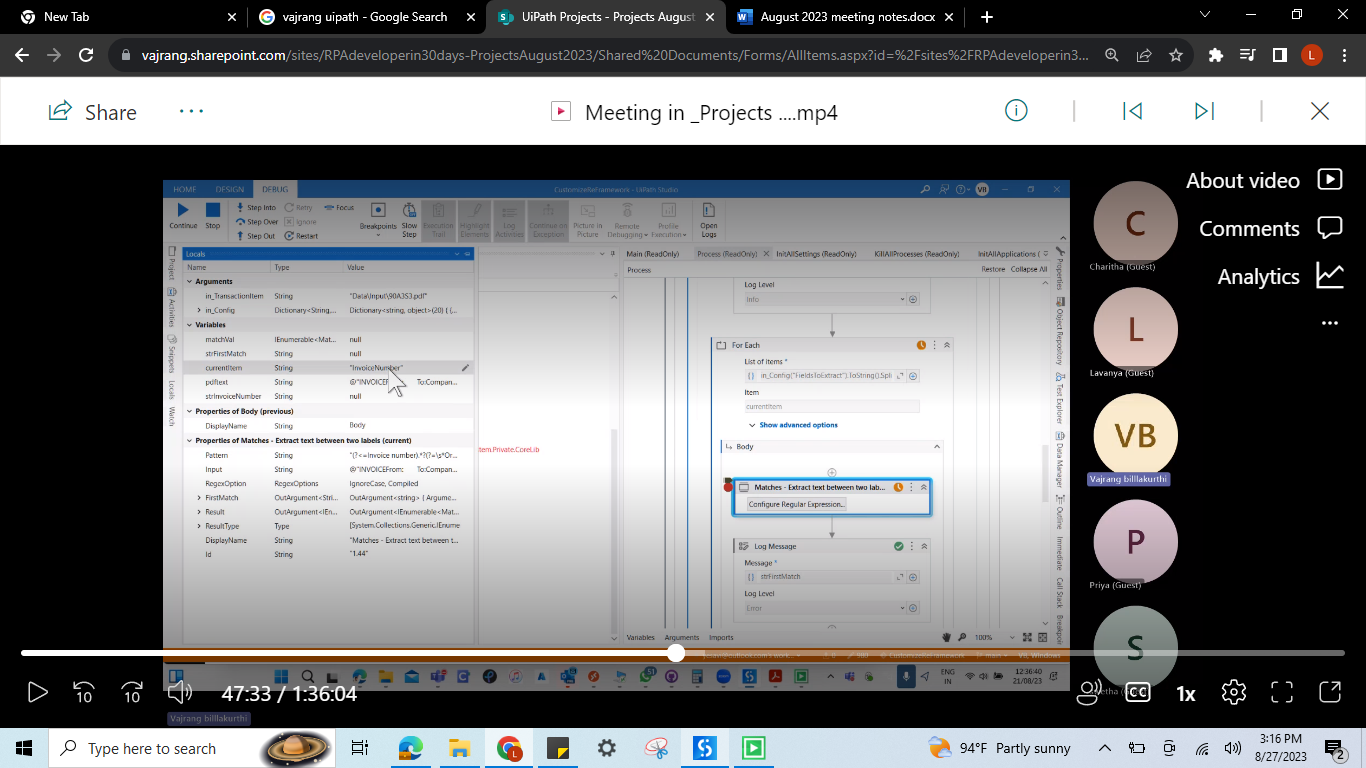 New Tab
vajrang uipath - Google Search
UiPath Projects - Projects August
August 2023 meeting notes.docx
vajrang.sharepoint.com/sites/RPAdeveloperin30days-ProjectsAugust2023/Shared%20Documents/Forms/AllItems.aspx?id=%2Fsites%2FRPAdeveloperin3...
L
Share
Meeting in _Projects ....mp4
About video
Comments
Analytics
HOME DESIGN DEBUG
CustomizeReFramework - UiPath Studio
VB
Continue Stop
Step Into Retry Focus
Step Over Ignore
Step Out Restart
Breakpoints
Slow Step
Execution Trail
Highlight Elements
Log Activities
Continue on Exception
Picture in Picture
Remote Debugging
Profile Execution
Open Logs
Project
Activities
Snippets
Locals
Watch
Locals
Name Type Value
Arguments
in_TransactionItem String "Data\Input\90A3S3.pdf"
in_Config Dictionary<String,... Dictionary<string, object>(20) { {...
Variables
matchVal IEnumerable<Mat... null
strFirstMatch String null
currentItem String "InvoiceNumber"
pdftext String @"INVOICEF To:Compan...
strInvoiceNumber String null
Properties of Body (previous)
DisplayName String Body
Properties of Matches - Extract text between two labels (current)
Pattern String "(?<=Invoice number).*?(?=\s*Or...
Input String @"INVOICEFrom: To:Compan...
RegexOption RegexOptions IgnoreCase, Compiled
FirstMatch OutArgument<Stri... OutArgument<string> { Argume...
Result OutArgument<IEn... OutArgument<IEnumerable<Mat...
ResultType Type [System.Collections.Generic.IEnume
DisplayName String "Matches - Extract text between t...
Id String "1.44"
tem.Private.CoreLib
Main (ReadOnly) Process (ReadOnly) InitAllSettings (ReadOnly) KillAllProcesses (ReadOnly) InitAllApplications (
Process
Restore Collapse All
Log Level
Info
For Each
List of items *
in_Config("FieldsToExtract").ToString().Spli
Item
currentItem
Show advanced options
Body
Matches - Extract text between two lab...
Configure Regular Expression...
Log Message
Message *
strFirstMatch
Log Level
Error
Variables Arguments Imports
100%
Properties
Object Repository
Test Explorer
Data Manager
Outline
Immediate
Call Stack
Breakpoin
C
Charitha (Guest)
L
Lavanya (Guest)
VB
Vajrang billlakurthi
P
Priya (Guest)
S
ENG
IN
12:36:40
21/08/23
10
10
47:33 / 1:36:04
1x
Vajrang billlakurthi
Type here to search
94°F Partly sunny
3:16 PM
8/27/2023
2